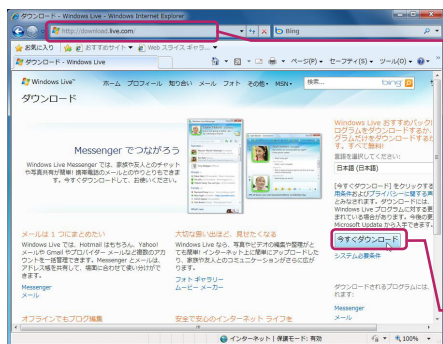 ダウンロード - Windows Live - Windows Internet Explorer
http://download.live.com/
Bing
お気に入り おすすめサイト Web スライス ギャラ...
ダウンロード - Windows Live
ページ(P) セーフティ(S) ツール(O)
Windows Live™ ホーム プロフィール 知り合い メール フォト その他 MSN 検索... bing
ダウンロード
Messenger でつながろう
Windows Live Messenger では、家族や友人とのチャット
や写真共有が簡単! 携帯電話のメールとのやりとりもできま
す。今すぐダウンロードして、お使いください。
Windows Live おすすめパック
ログラムをダウンロードするか、
グラムだけをダウンロードする
す。すべて無料!
言語を選択してください:
日本語 (日本語)
[今すぐダウンロード] をクリックする
用条件およびプライバシーに関する声
とみなされます。ダウンロードには、
Windows Live プログラムに対する更
まれている場合があります。今後の更
Microsoft Update から入手できます。
今すぐダウンロード
システム必要条件
ダウンロードされるプログラムには、
れます:
Messenger
メール
メールは 1 つにまとめたい
Windows Live では、Hotmail はもちろん、Yahoo!
メールや Gmail やプロバイダー メールなど複数のアカ
ウントを一括管理できます。Messenger とメールは、
アドレス帳を共有して、場面に合わせて使い分けができ
ます。
Messenger
メール
大切な思い出ほど、見せたくなる
Windows Live なら、写真やビデオの編集や整理がと
ても簡単! インターネット上に簡単にアップロードした
り、家族や友人とのコミュニケーションがさらに広が
ります。
フォト ギャラリー
ムービー メーカー
オフラインでもブログ編集
安全で安心のインターネット ライフを
インターネット | 保護モード: 有効
100%